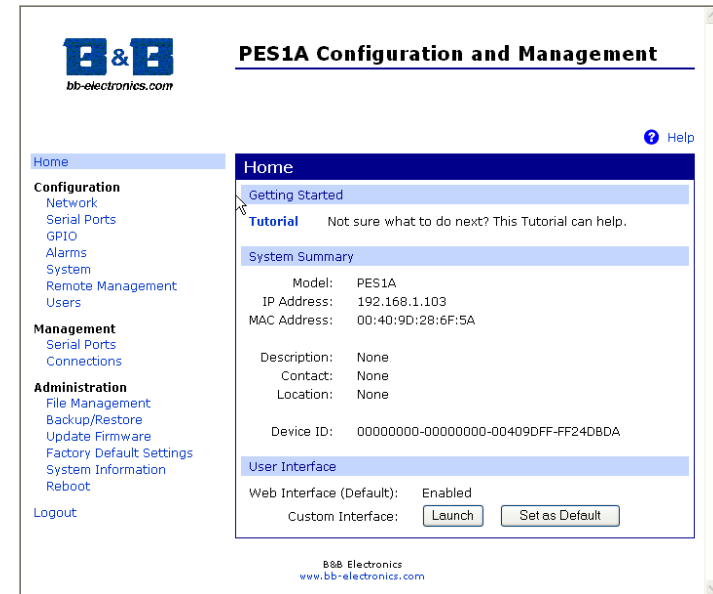 B&B
bb-electronics.com
PES1A Configuration and Management
? Help
Home
Configuration
Network
Serial Ports
GPIO
Alarms
System
Remote Management
Users
Management
Serial Ports
Connections
Administration
File Management
Backup/Restore
Update Firmware
Factory Default Settings
System Information
Reboot
Logout
Home
Getting Started
Tutorial Not sure what to do next? This Tutorial can help.
System Summary
Model: PES1A
IP Address: 192.168.1.103
MAC Address: 00:40:9D:28:6F:5A
Description: None
Contact: None
Location: None
Device ID: 00000000-00000000-00409DFF-FF24DBDA
User Interface
Web Interface (Default): Enabled
Custom Interface: Launch Set as Default
B&B Electronics
www.bb-electronics.com